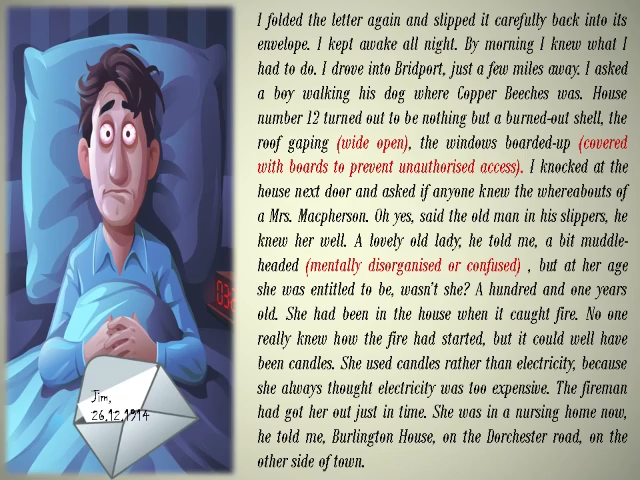 I folded the letter again and slipped it carefully back into its
envelope. I kept awake all night. By morning I knew what I
had to do. I drove into Bridport, just a few miles away. I asked
a boy walking his dog where Copper Beeches was. House
number 12 turned out to be nothing but a burned-out shell, the
roof gaping (wide open), the windows boarded-up (covered
with boards to prevent unauthorised access). I knocked at the
house next door and asked if anyone knew the whereabouts of
a Mrs. Macpherson. Oh yes, said the old man in his slippers, he
knew her well. A lovely old lady, he told me, a bit muddle-
headed (mentally disorganised or confused) , but at her age
she was entitled to be, wasn't she? A hundred and one years
old. She had been in the house when it caught fire. No one
really knew how the fire had started, but it could well have
been candles. She used candles rather than electricity, because
she always thought electricity was too expensive. The fireman
had got her out just in time. She was in a nursing home now,
he told me, Burlington House, on the Dorchester road, on the
other side of town.
Jim,
26.12.1914